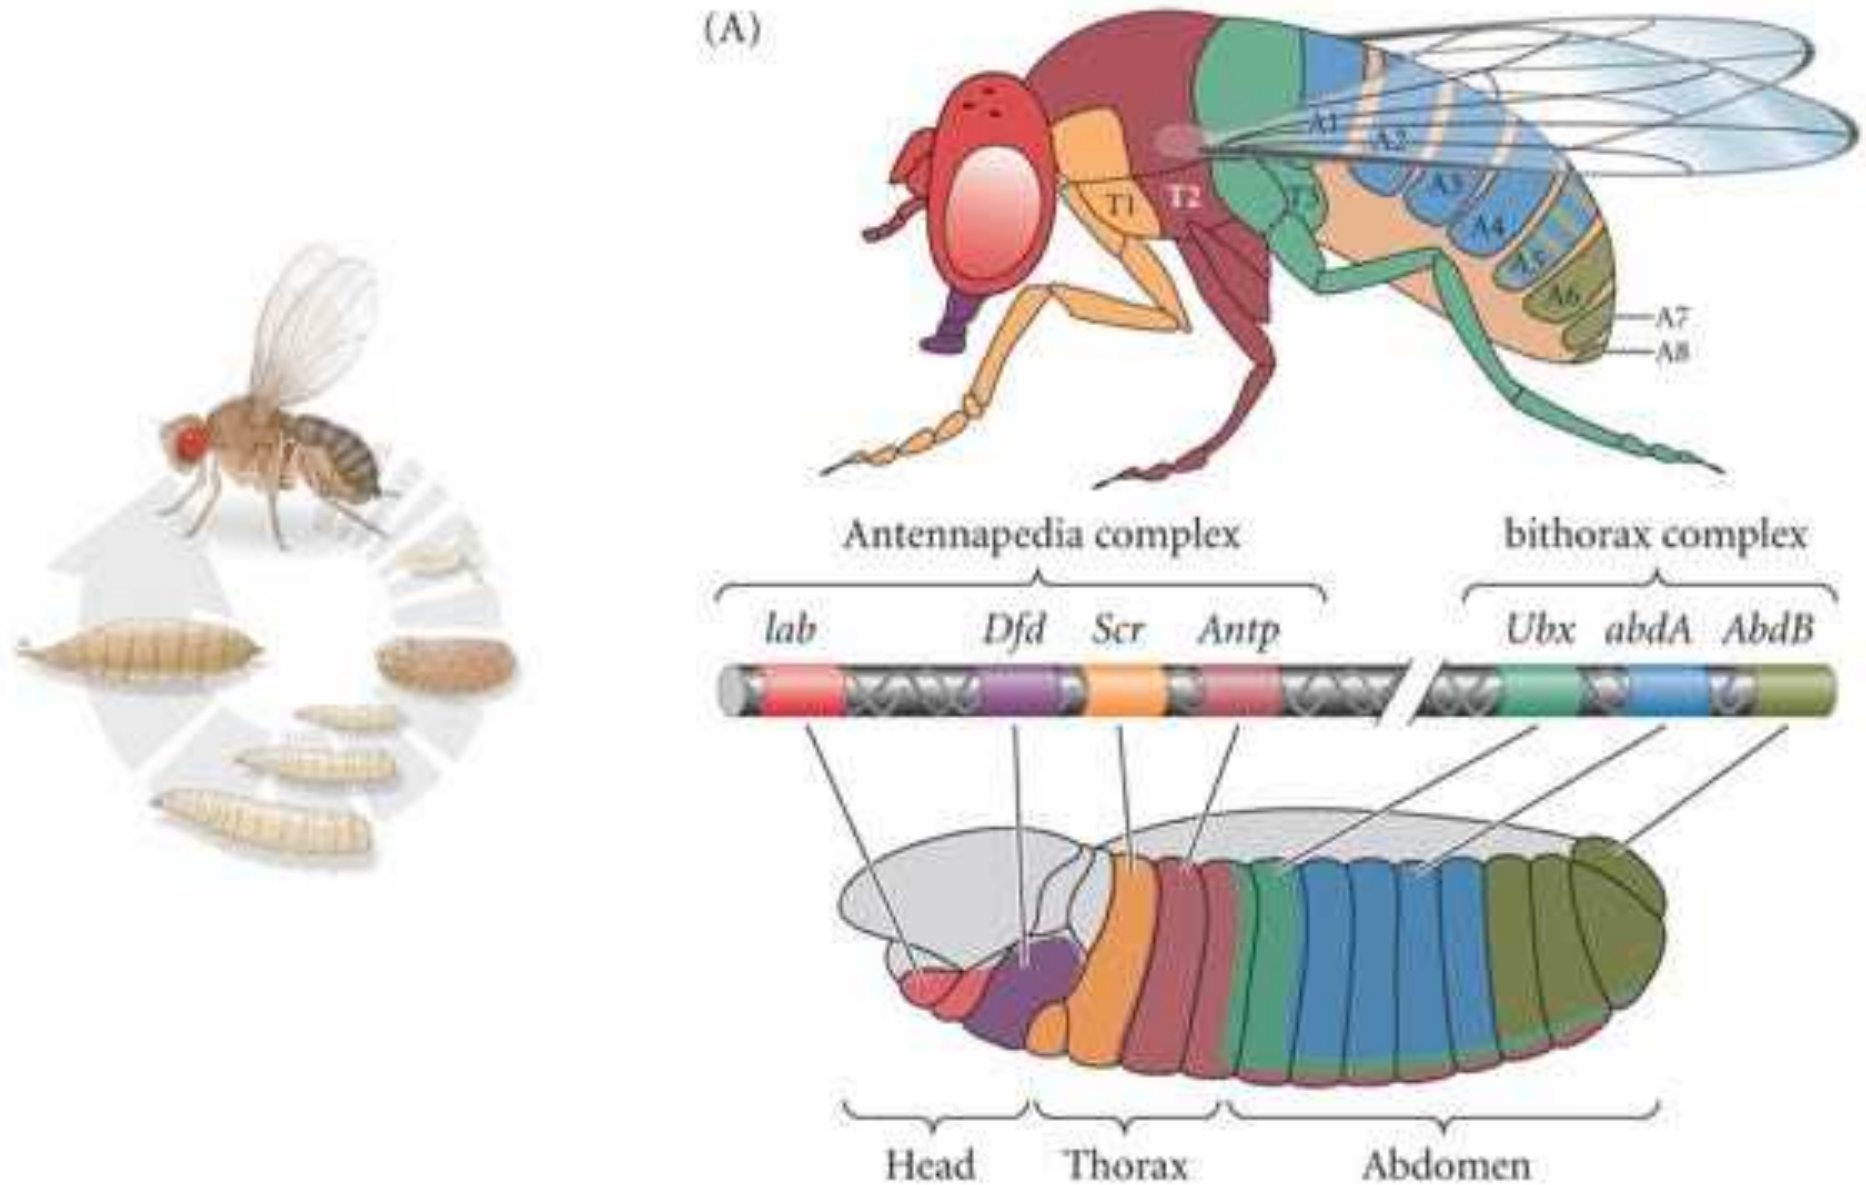 (A)
A1
A2
A3
A4
A6
A7
A8
T1
T2
T3
Antennapedia complex
bithorax complex
lab
Dfd
Scr
Antp
Ubx
abdA
AbdB
Head
Thorax
Abdomen